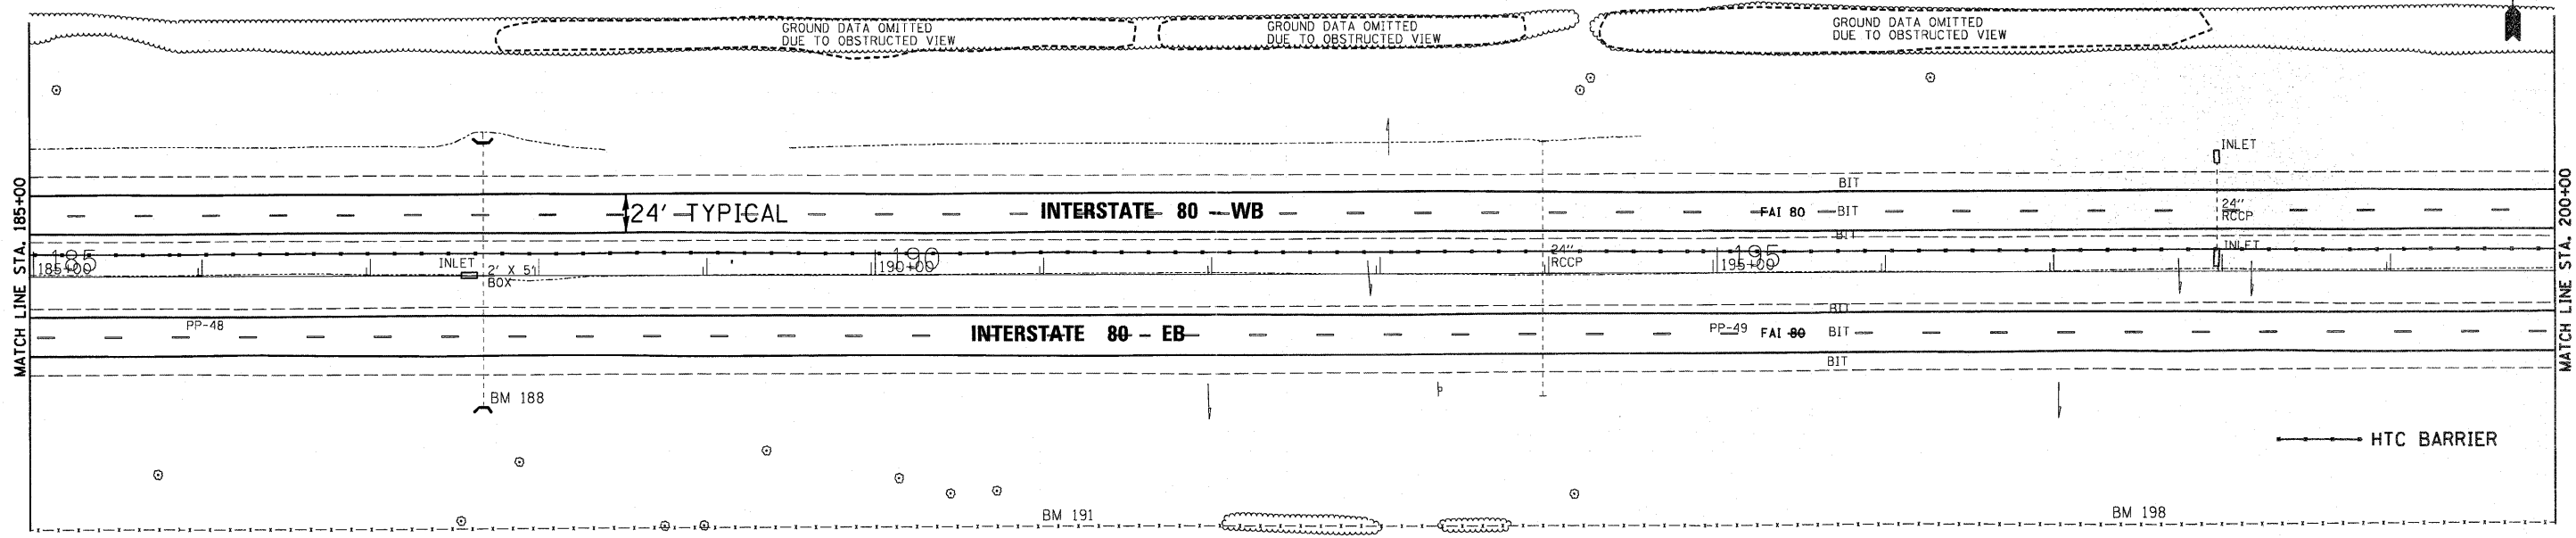 GROUND DATA OMITTED
DUE TO OBSTRUCTED VIEW
GROUND DATA OMITTED
DUE TO OBSTRUCTED VIEW
GROUND DATA OMITTED
DUE TO OBSTRUCTED VIEW
MATCH LINE STA. 185+00
MATCH LINE STA. 200+00
INLET
BIT
24' TYPICAL
INTERSTATE 80 - WB
FAI 80
BIT
24"
RCCP
BIT
185
185+00
INLET
2' X 5'
BOX
190
190+00
24"
RCCP
195
195+00
INLET
BIT
PP-48
INTERSTATE 80 - EB
PP-49
FAI 80
BIT
BIT
BM 188
HTC BARRIER
BM 191
BM 198